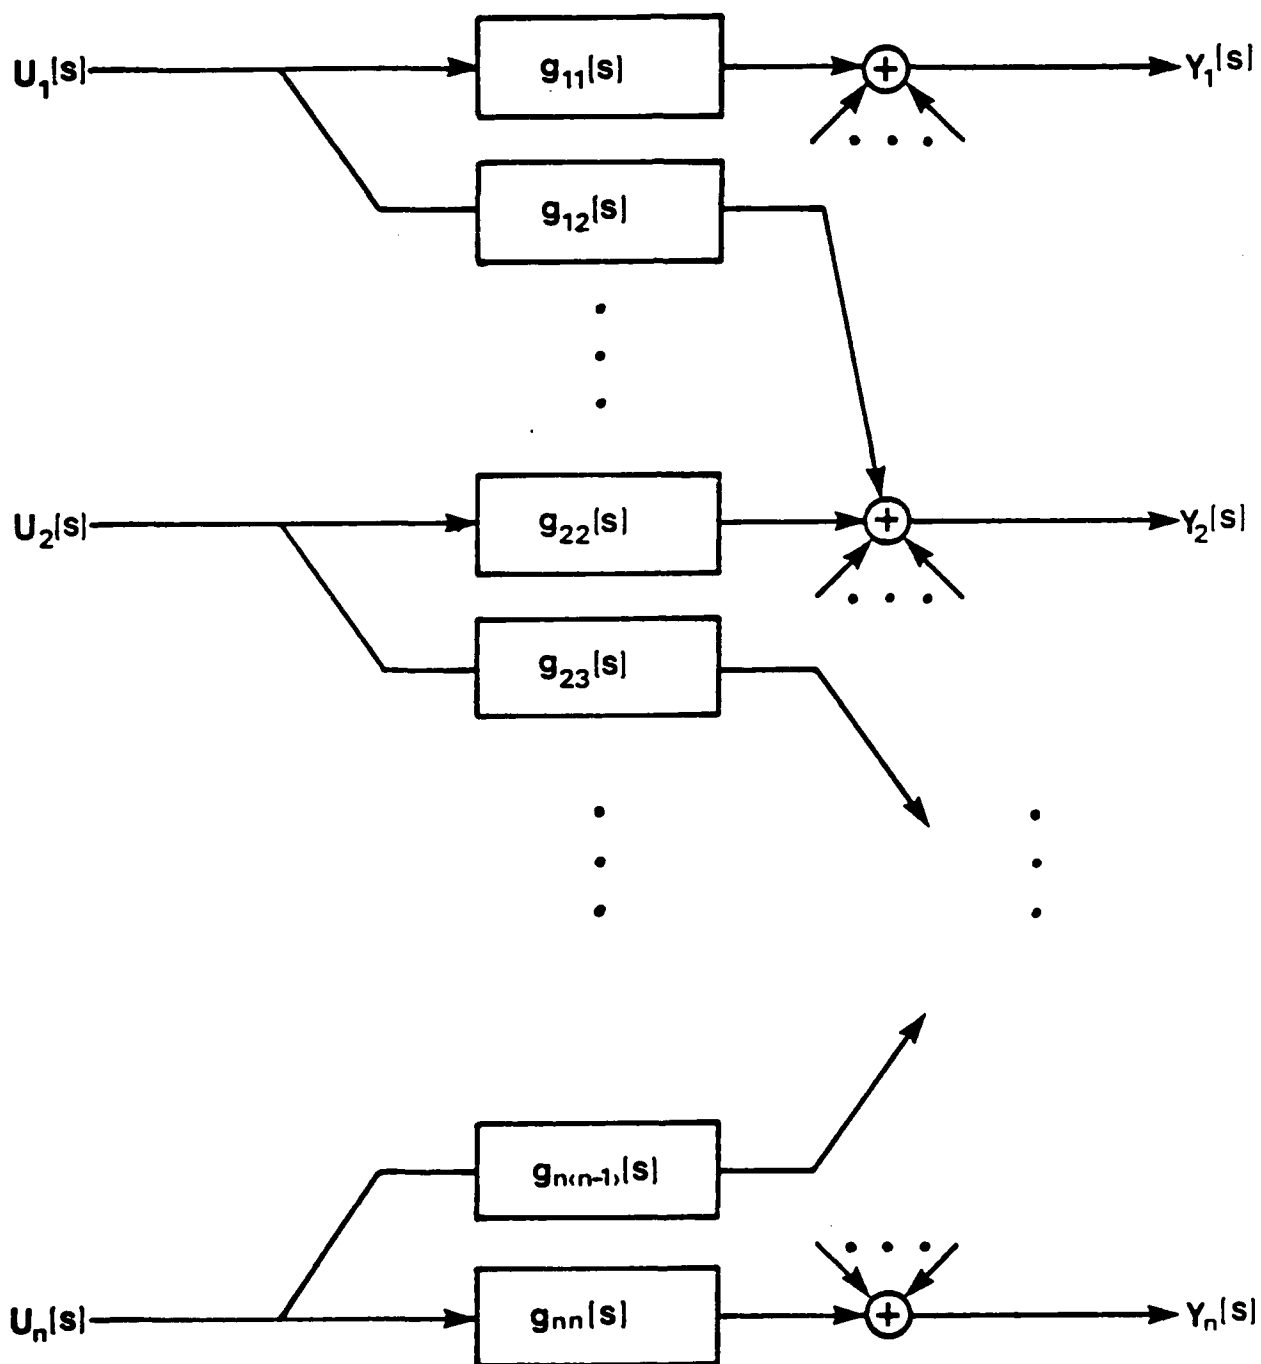 U₁(s) g₁₁(s) + Y₁(s)
g₁₂(s)
U₂(s) g₂₂(s) + Y₂(s)
g₂₃(s)
gₙ₍ₙ₋₁₎(s)
Uₙ(s) gₙₙ(s) + Yₙ(s)